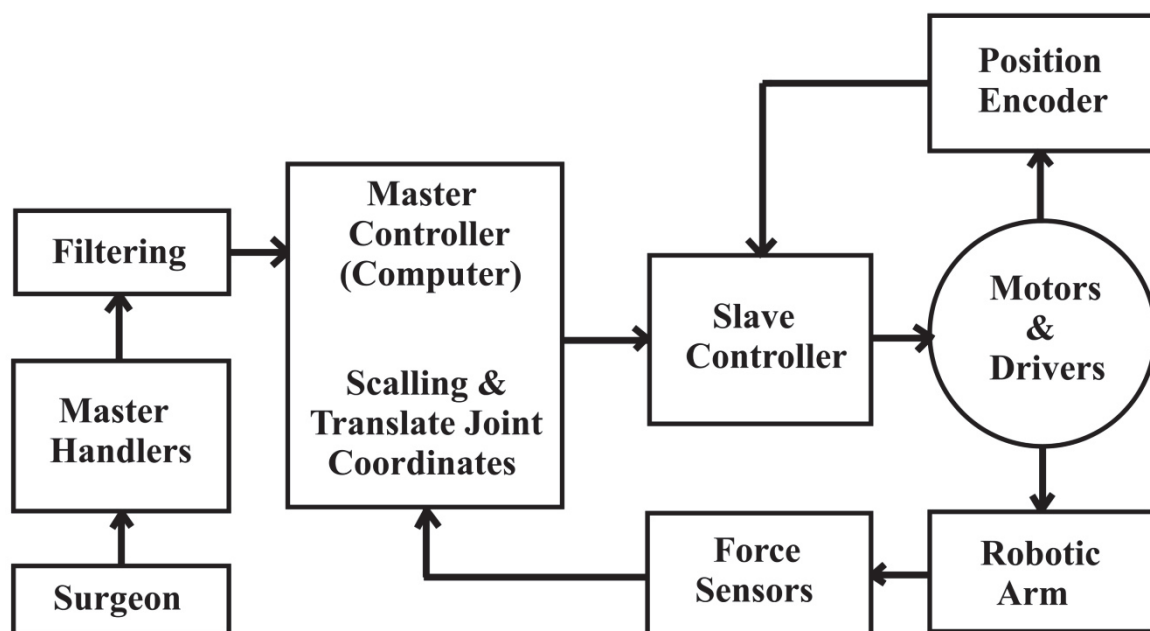 Position
Encoder
Master
Controller
(Computer)
Filtering
Motors
&
Drivers
Slave
Controller
Scalling &
Translate Joint
Coordinates
Master
Handlers
Force
Sensors
Robotic
Arm
Surgeon